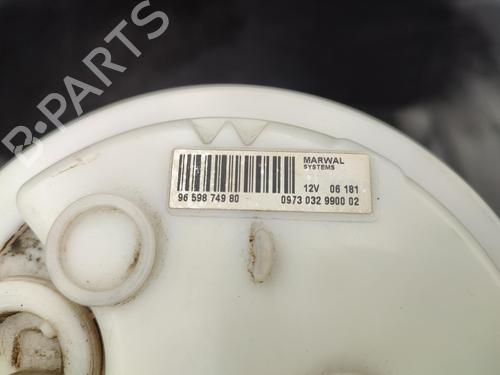 B-PARTS
MARWAL
SYSTEMS
12V 06 181
96 598 749 80
0973 032 9900 02